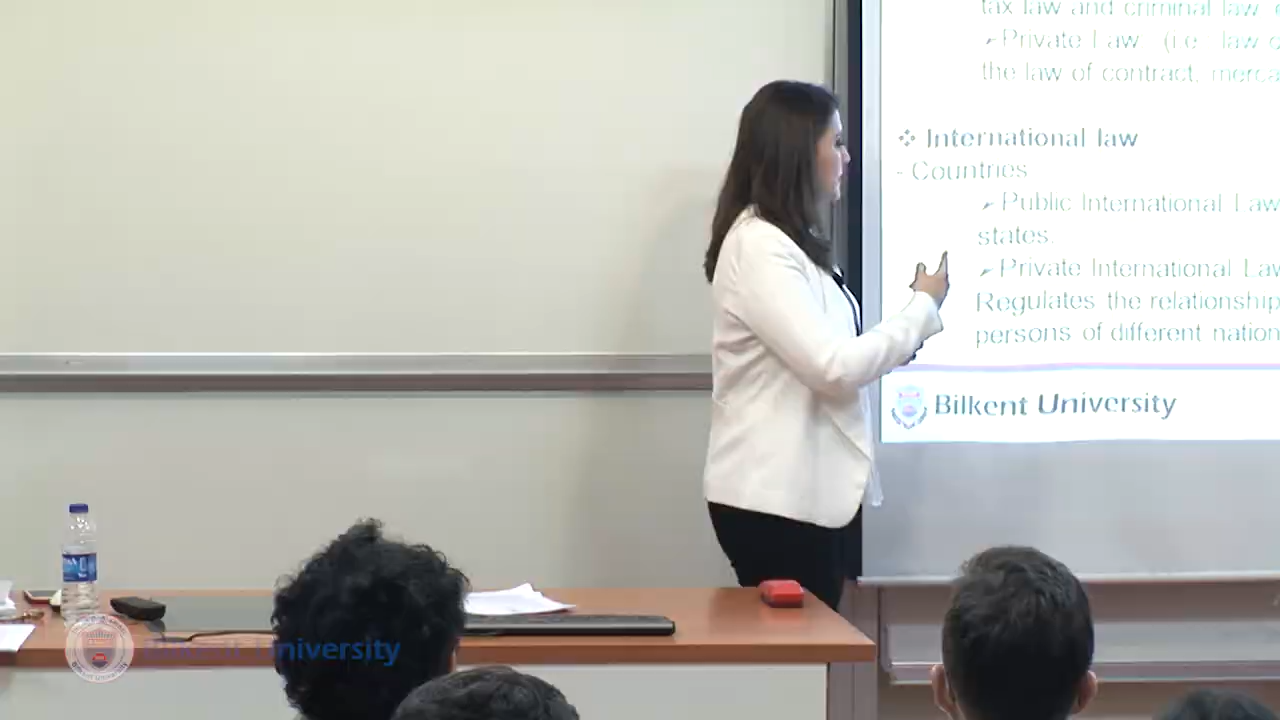 tax law and criminal law,
➢Private Law (i.e. law
the law of contract, merca
❖ International law
- Countries
➢Public International Law
states.
➢Private International Law
Regulates the relationship
persons of different nation
Bilkent University
Bilkent University